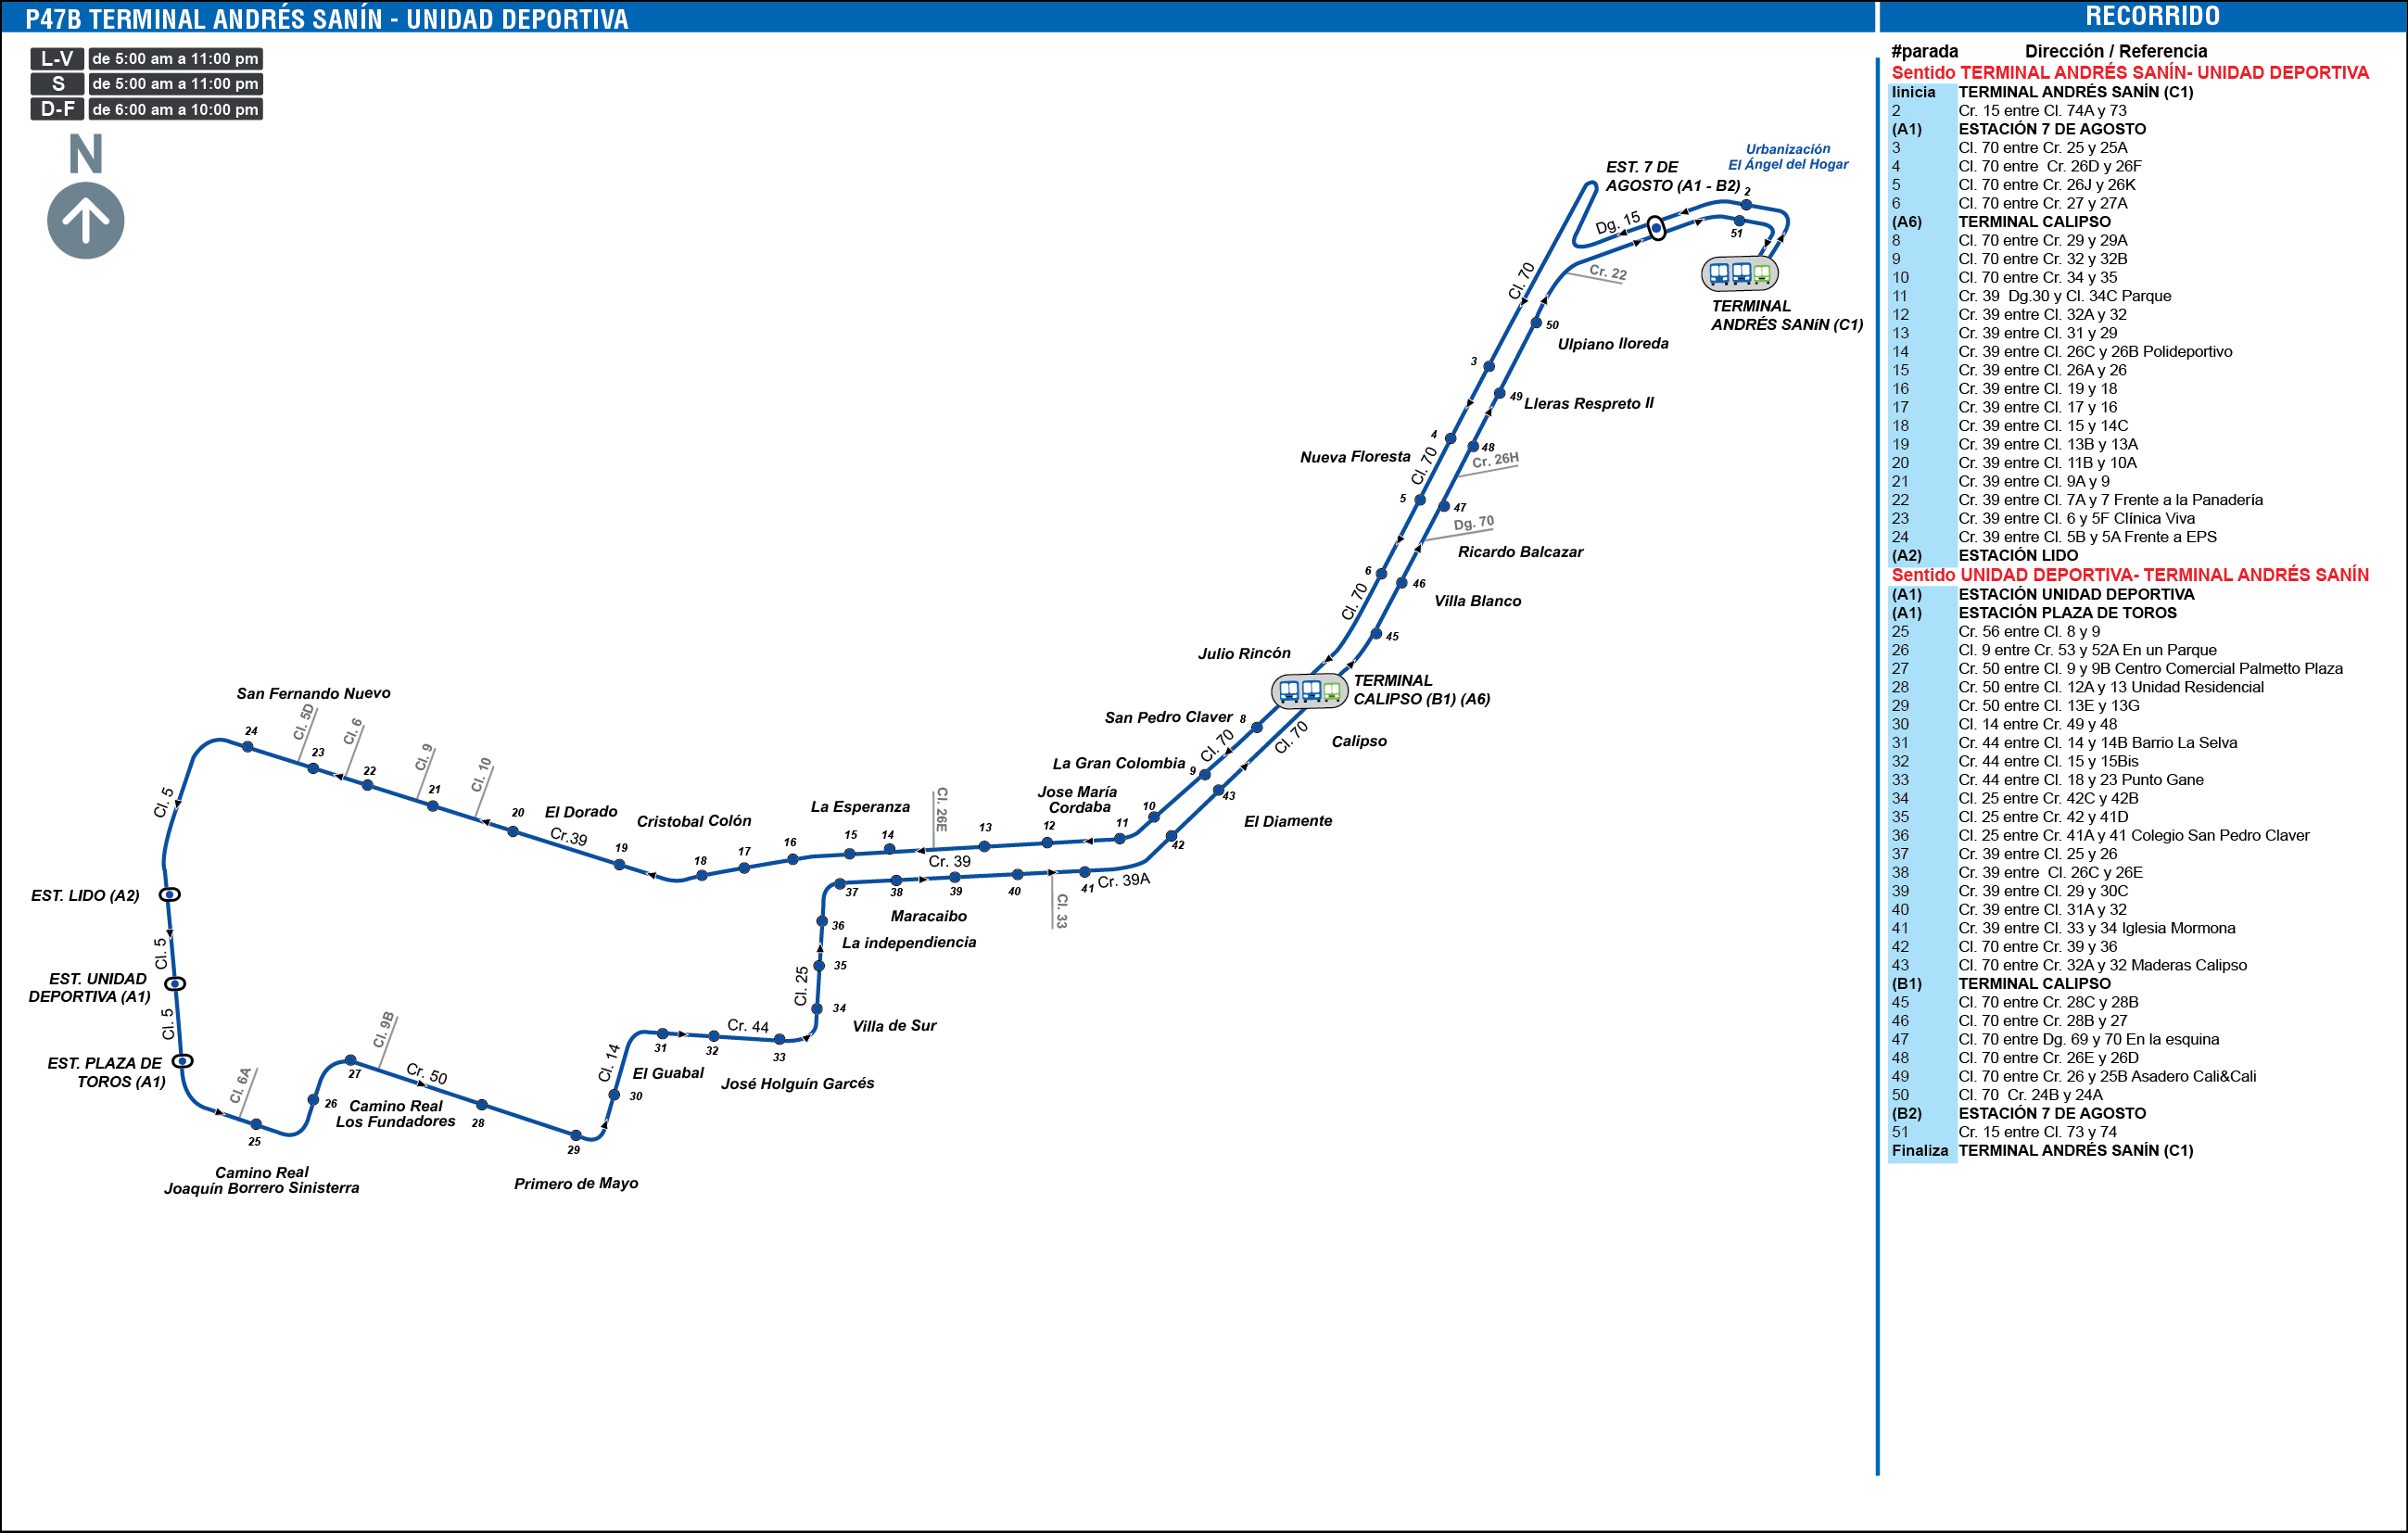 P47B TERMINAL ANDRÉS SANÍN - UNIDAD DEPORTIVA
RECORRIDO
L-V de 5:00 am a 11:00 pm
S de 5:00 am a 11:00 pm
D-F de 6:00 am a 10:00 pm
N
Urbanización
El Ángel del Hogar
EST. 7 DE
AGOSTO (A1 - B2)
2
Dg. 15
51
Cr. 22
Cl. 70
TERMINAL
ANDRÉS SANíN (C1)
50
Ulpiano lloreda
3
49
Lleras Respreto II
4
48
Nueva Floresta
Cl. 70
Cr. 26H
5
47
Dg. 70
Ricardo Balcazar
6
46
Cl. 70
Villa Blanco
45
Julio Rincón
TERMINAL
CALIPSO (B1) (A6)
San Pedro Claver
8
Cl. 70
Cl. 70
Calipso
La Gran Colombia
9
43
El Diamente
Jose María
Cordaba
10
11
12
42
13
Cl. 26E
La Esperanza
14
15
16
Cr. 39
17
18
Cristobal Colón
19
El Dorado
Cr.39
20
Cl. 10
21
Cl. 9
22
Cl. 6
23
Cl. 5D
24
San Fernando Nuevo
Cl. 5
EST. LIDO (A2)
Cl. 5
EST. UNIDAD
DEPORTIVA (A1)
Cl. 5
EST. PLAZA DE
TOROS (A1)
Cl. 6A
25
Camino Real
Joaquín Borrero Sinisterra
26
27
Cl. 9B
Cr. 50
Camino Real
Los Fundadores
28
29
Primero de Mayo
30
Cl. 14
31
El Guabal
32
Cr. 44
33
José Holguín Garcés
34
Villa de Sur
Cl. 25
35
La independiencia
36
37
38
Maracaibo
39
40
Cl. 33
41
Cr. 39A
#parada Dirección / Referencia
Sentido TERMINAL ANDRÉS SANÍN- UNIDAD DEPORTIVA
Iinicia TERMINAL ANDRÉS SANÍN (C1)
2 Cr. 15 entre Cl. 74A y 73
(A1) ESTACIÓN 7 DE AGOSTO
3 Cl. 70 entre Cr. 25 y 25A
4 Cl. 70 entre Cr. 26D y 26F
5 Cl. 70 entre Cr. 26J y 26K
6 Cl. 70 entre Cr. 27 y 27A
(A6) TERMINAL CALIPSO
8 Cl. 70 entre Cr. 29 y 29A
9 Cl. 70 entre Cr. 32 y 32B
10 Cl. 70 entre Cr. 34 y 35
11 Cr. 39 Dg.30 y Cl. 34C Parque
12 Cr. 39 entre Cl. 32A y 32
13 Cr. 39 entre Cl. 31 y 29
14 Cr. 39 entre Cl. 26C y 26B Polideportivo
15 Cr. 39 entre Cl. 26A y 26
16 Cr. 39 entre Cl. 19 y 18
17 Cr. 39 entre Cl. 17 y 16
18 Cr. 39 entre Cl. 15 y 14C
19 Cr. 39 entre Cl. 13B y 13A
20 Cr. 39 entre Cl. 11B y 10A
21 Cr. 39 entre Cl. 9A y 9
22 Cr. 39 entre Cl. 7A y 7 Frente a la Panadería
23 Cr. 39 entre Cl. 6 y 5F Clínica Viva
24 Cr. 39 entre Cl. 5B y 5A Frente a EPS
(A2) ESTACIÓN LIDO
Sentido UNIDAD DEPORTIVA- TERMINAL ANDRÉS SANÍN
(A1) ESTACIÓN UNIDAD DEPORTIVA
(A1) ESTACIÓN PLAZA DE TOROS
25 Cr. 56 entre Cl. 8 y 9
26 Cl. 9 entre Cr. 53 y 52A En un Parque
27 Cr. 50 entre Cl. 9 y 9B Centro Comercial Palmetto Plaza
28 Cr. 50 entre Cl. 12A y 13 Unidad Residencial
29 Cr. 50 entre Cl. 13E y 13G
30 Cl. 14 entre Cr. 49 y 48
31 Cr. 44 entre Cl. 14 y 14B Barrio La Selva
32 Cr. 44 entre Cl. 15 y 15Bis
33 Cr. 44 entre Cl. 18 y 23 Punto Gane
34 Cl. 25 entre Cr. 42C y 42B
35 Cl. 25 entre Cr. 42 y 41D
36 Cl. 25 entre Cr. 41A y 41 Colegio San Pedro Claver
37 Cr. 39 entre Cl. 25 y 26
38 Cr. 39 entre Cl. 26C y 26E
39 Cr. 39 entre Cl. 29 y 30C
40 Cr. 39 entre Cl. 31A y 32
41 Cr. 39 entre Cl. 33 y 34 Iglesia Mormona
42 Cl. 70 entre Cr. 39 y 36
43 Cl. 70 entre Cr. 32A y 32 Maderas Calipso
(B1) TERMINAL CALIPSO
45 Cl. 70 entre Cr. 28C y 28B
46 Cl. 70 entre Cr. 28B y 27
47 Cl. 70 entre Dg. 69 y 70 En la esquina
48 Cl. 70 entre Cr. 26E y 26D
49 Cl. 70 entre Cr. 26 y 25B Asadero Cali&Cali
50 Cl. 70 Cr. 24B y 24A
(B2) ESTACIÓN 7 DE AGOSTO
51 Cr. 15 entre Cl. 73 y 74
Finaliza TERMINAL ANDRÉS SANÍN (C1)